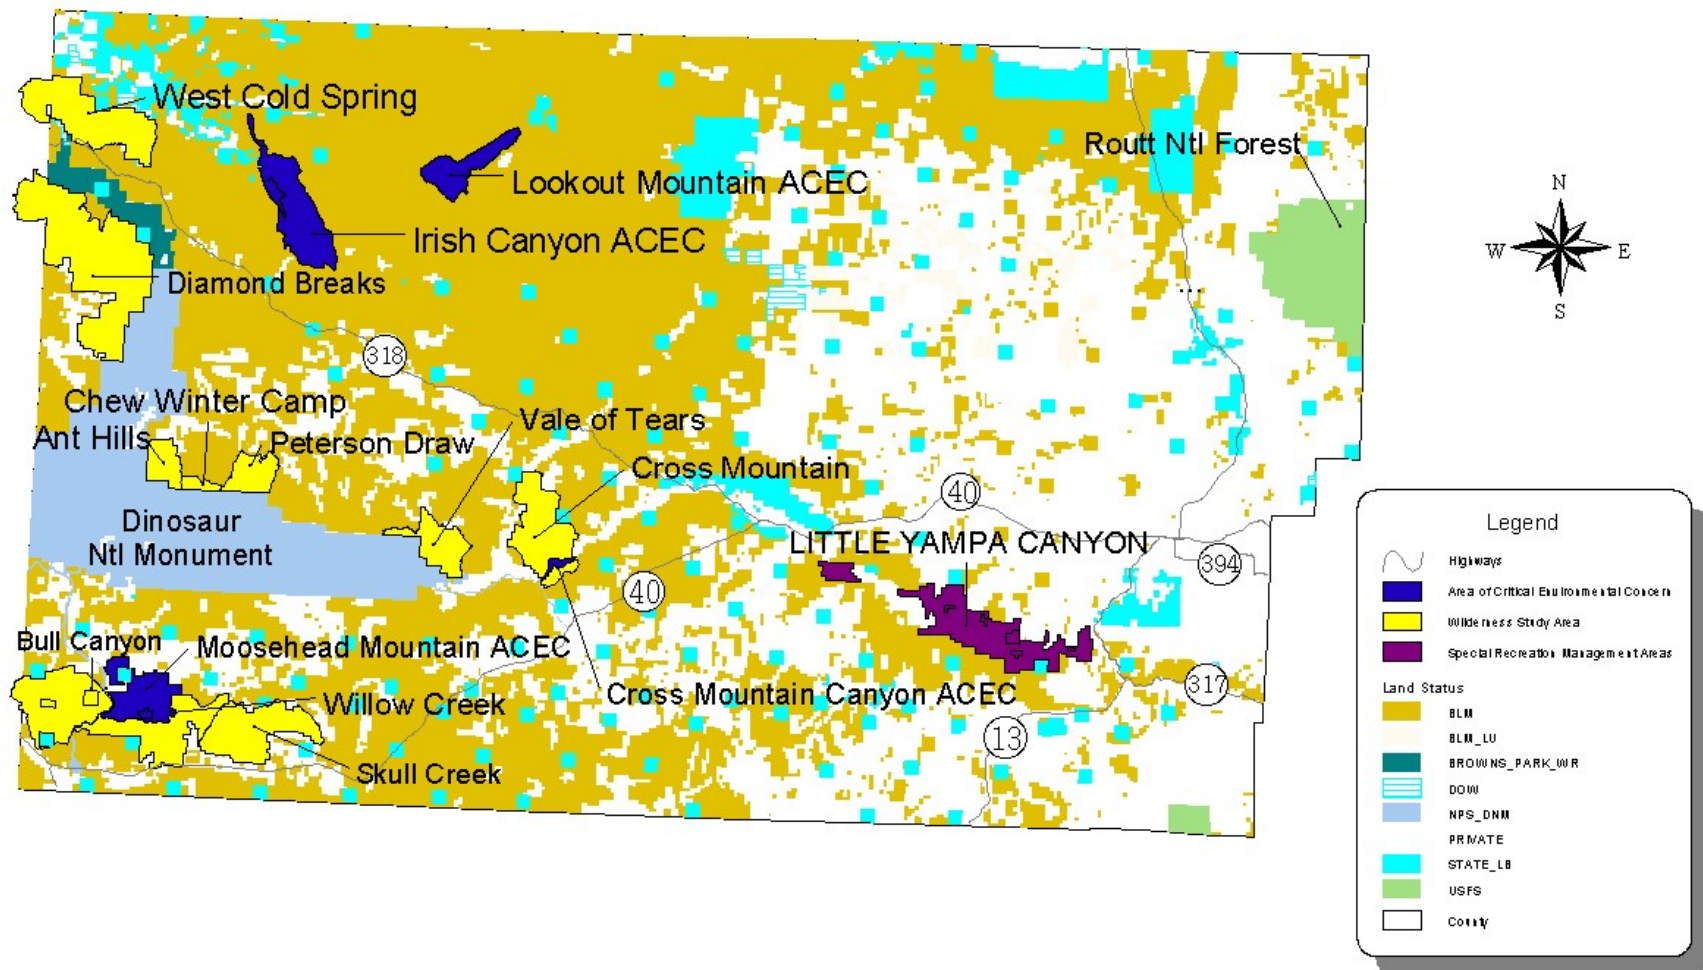 West Cold Spring
Routt Ntl Forest
Lookout Mountain ACEC
Irish Canyon ACEC
Diamond Breaks
318
Chew Winter Camp
Ant Hills
Peterson Draw
Vale of Tears
Cross Mountain
40
Dinosaur
Ntl Monument
LITTLE YAMPA CANYON
394
40
Bull Canyon
Moosehead Mountain ACEC
Cross Mountain Canyon ACEC
317
Willow Creek
13
Skull Creek
N
W
E
S
Legend
Highways
Area of Critical Environmental Concern
Wilderness Study Area
Special Recreation Management Areas
Land Status
BLM
BLM_LU
BROWNS_PARK_WR
DOW
NPS_DNM
PRIVATE
STATE_LB
USFS
County